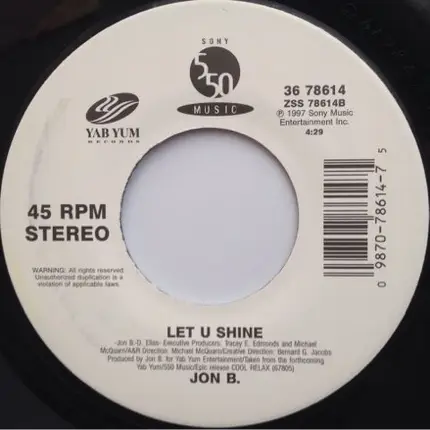 SONY
550
MUSIC
YAB YUM
RECORDS
36 78614
ZSS 78614B
℗ 1997 Sony Music
Entertainment Inc.
4:29
45 RPM
STEREO
0 9870-78614-7 5
WARNING: All rights reserved.
Unauthorized duplication is a
violation of applicable laws.
LET U SHINE
-Jon B.-D. Elias- Executive Producers: Tracey E. Edmonds and Michael
McQuarn/A&R Direction: Michael McQuarn/Creative Direction: Bernard G. Jacobs
Produced by Jon B. for Yab Yum Entertainment/Taken from the forthcoming
Yab Yum/550 Music/Epic release COOL RELAX (67805)
JON B.